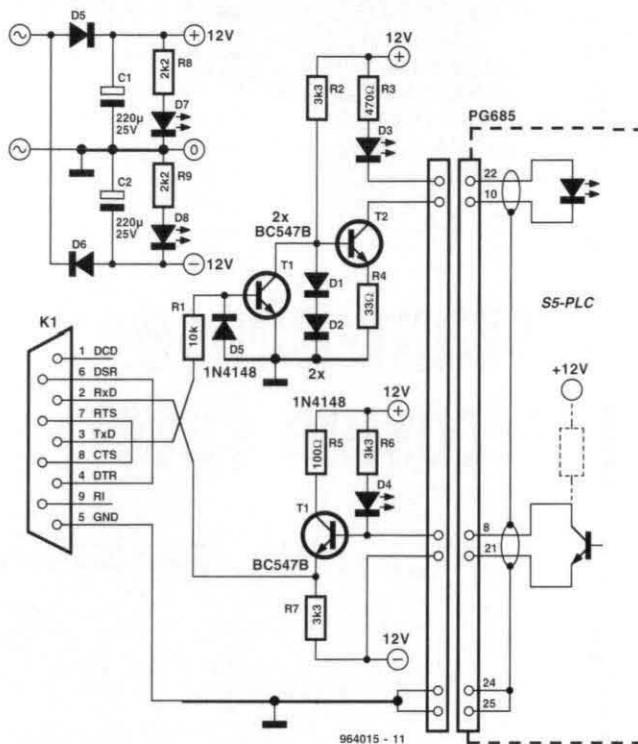 D5
+ 12V
C1
220µ
25V
R8
2k2
D7
0
C2
220µ
25V
R9
2k2
D8
D6
− 12V
12V +
R2
3k3
R3
470Ω
D3
2x
BC547B
T2
T1
R1
10k
D5
1N4148
D1
D2
2x
1N4148
R4
33Ω
12V +
R5
100Ω
R6
3k3
D4
T1
BC547B
R7
3k3
12V −
K1
1 DCD
6 DSR
2 RxD
7 RTS
3 TxD
8 CTS
4 DTR
9 RI
5 GND
PG685
22
10
S5-PLC
+12V
8
21
24
25
964015 - 11